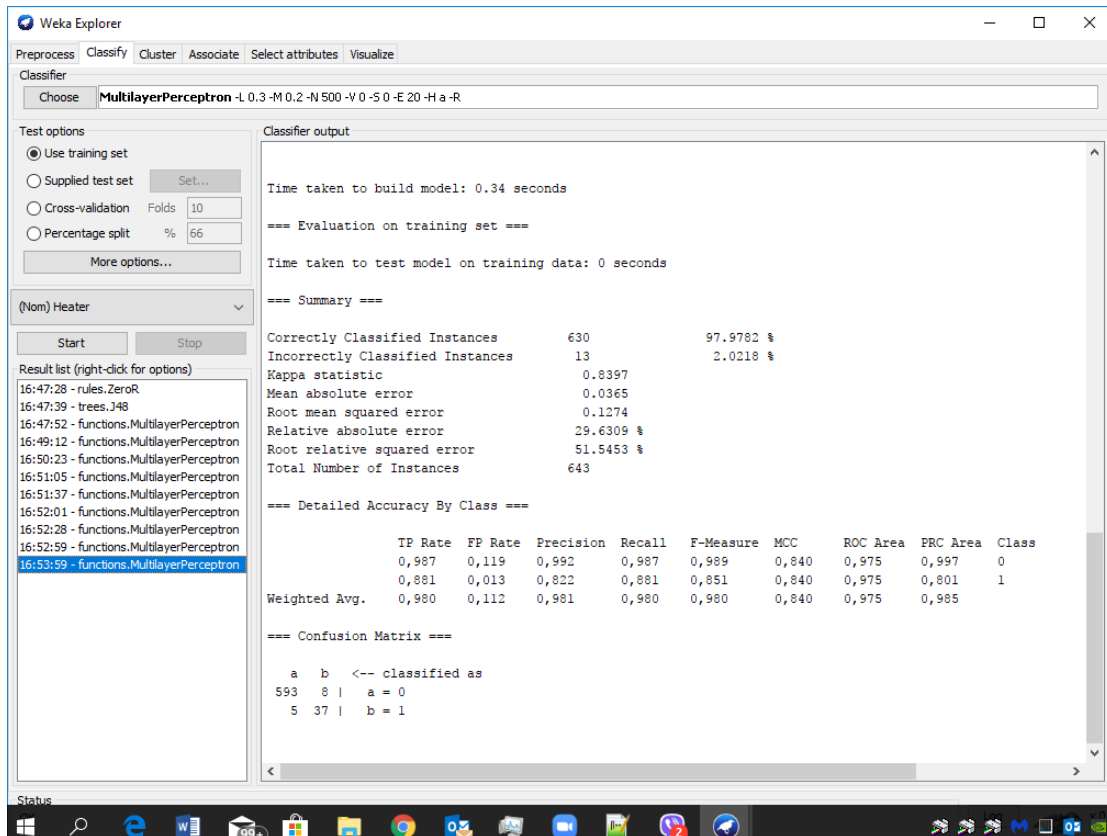 Weka Explorer
Preprocess Classify Cluster Associate Select attributes Visualize
Classifier
Choose MultilayerPerceptron -L 0.3 -M 0.2 -N 500 -V 0 -S 0 -E 20 -H a -R
Test options
Use training set
Supplied test set Set...
Cross-validation Folds 10
Percentage split % 66
More options...
(Nom) Heater
Start Stop
Result list (right-click for options)
16:47:28 - rules.ZeroR
16:47:39 - trees.J48
16:47:52 - functions.MultilayerPerceptron
16:49:12 - functions.MultilayerPerceptron
16:50:23 - functions.MultilayerPerceptron
16:51:05 - functions.MultilayerPerceptron
16:51:37 - functions.MultilayerPerceptron
16:52:01 - functions.MultilayerPerceptron
16:52:28 - functions.MultilayerPerceptron
16:52:59 - functions.MultilayerPerceptron
16:53:59 - functions.MultilayerPerceptron
Classifier output
Time taken to build model: 0.34 seconds
=== Evaluation on training set ===
Time taken to test model on training data: 0 seconds
=== Summary ===
Correctly Classified Instances 630 97.9782 %
Incorrectly Classified Instances 13 2.0218 %
Kappa statistic 0.8397
Mean absolute error 0.0365
Root mean squared error 0.1274
Relative absolute error 29.6309 %
Root relative squared error 51.5453 %
Total Number of Instances 643
=== Detailed Accuracy By Class ===
TP Rate FP Rate Precision Recall F-Measure MCC ROC Area PRC Area Class
0,987 0,119 0,992 0,987 0,989 0,840 0,975 0,997 0
0,881 0,013 0,822 0,881 0,851 0,840 0,975 0,801 1
Weighted Avg. 0,980 0,112 0,981 0,980 0,980 0,840 0,975 0,985
=== Confusion Matrix ===
a b <-- classified as
593 8 | a = 0
5 37 | b = 1
Status
99+
2